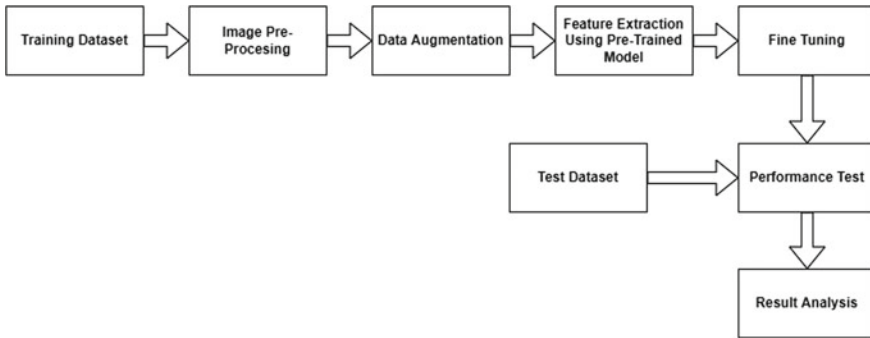 Training Dataset
Image Pre-
Procesing
Data Augmentation
Feature Extraction
Using Pre-Trained
Model
Fine Tuning
Test Dataset
Performance Test
Result Analysis